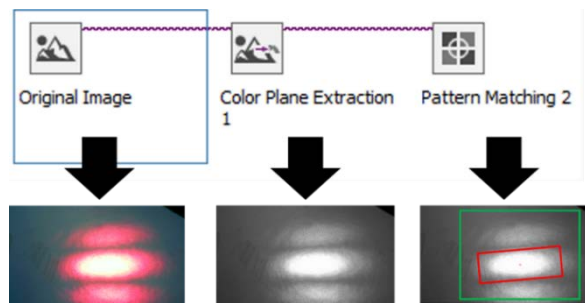 Original Image
Color Plane Extraction
1
Pattern Matching 2